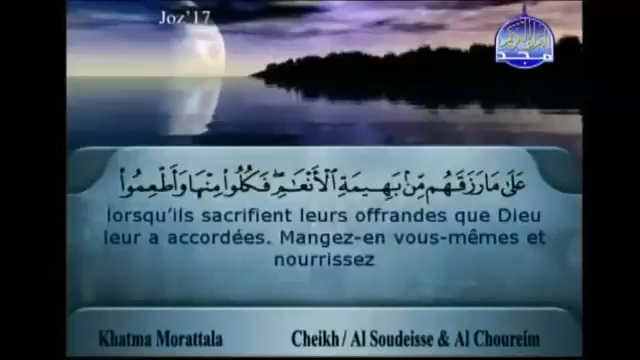 Joz'17
مجد
عَلَىٰ مَا رَزَقَهُم مِّنۢ بَهِيمَةِ ٱلْأَنْعَٰمِ ۖ فَكُلُوا۟ مِنْهَا وَأَطْعِمُوا۟
lorsqu'ils sacrifient leurs offrandes que Dieu
leur a accordées. Mangez-en vous-mêmes et
nourrissez
Khatma Morattala
Cheikh / Al Soudeisse & Al Choureim